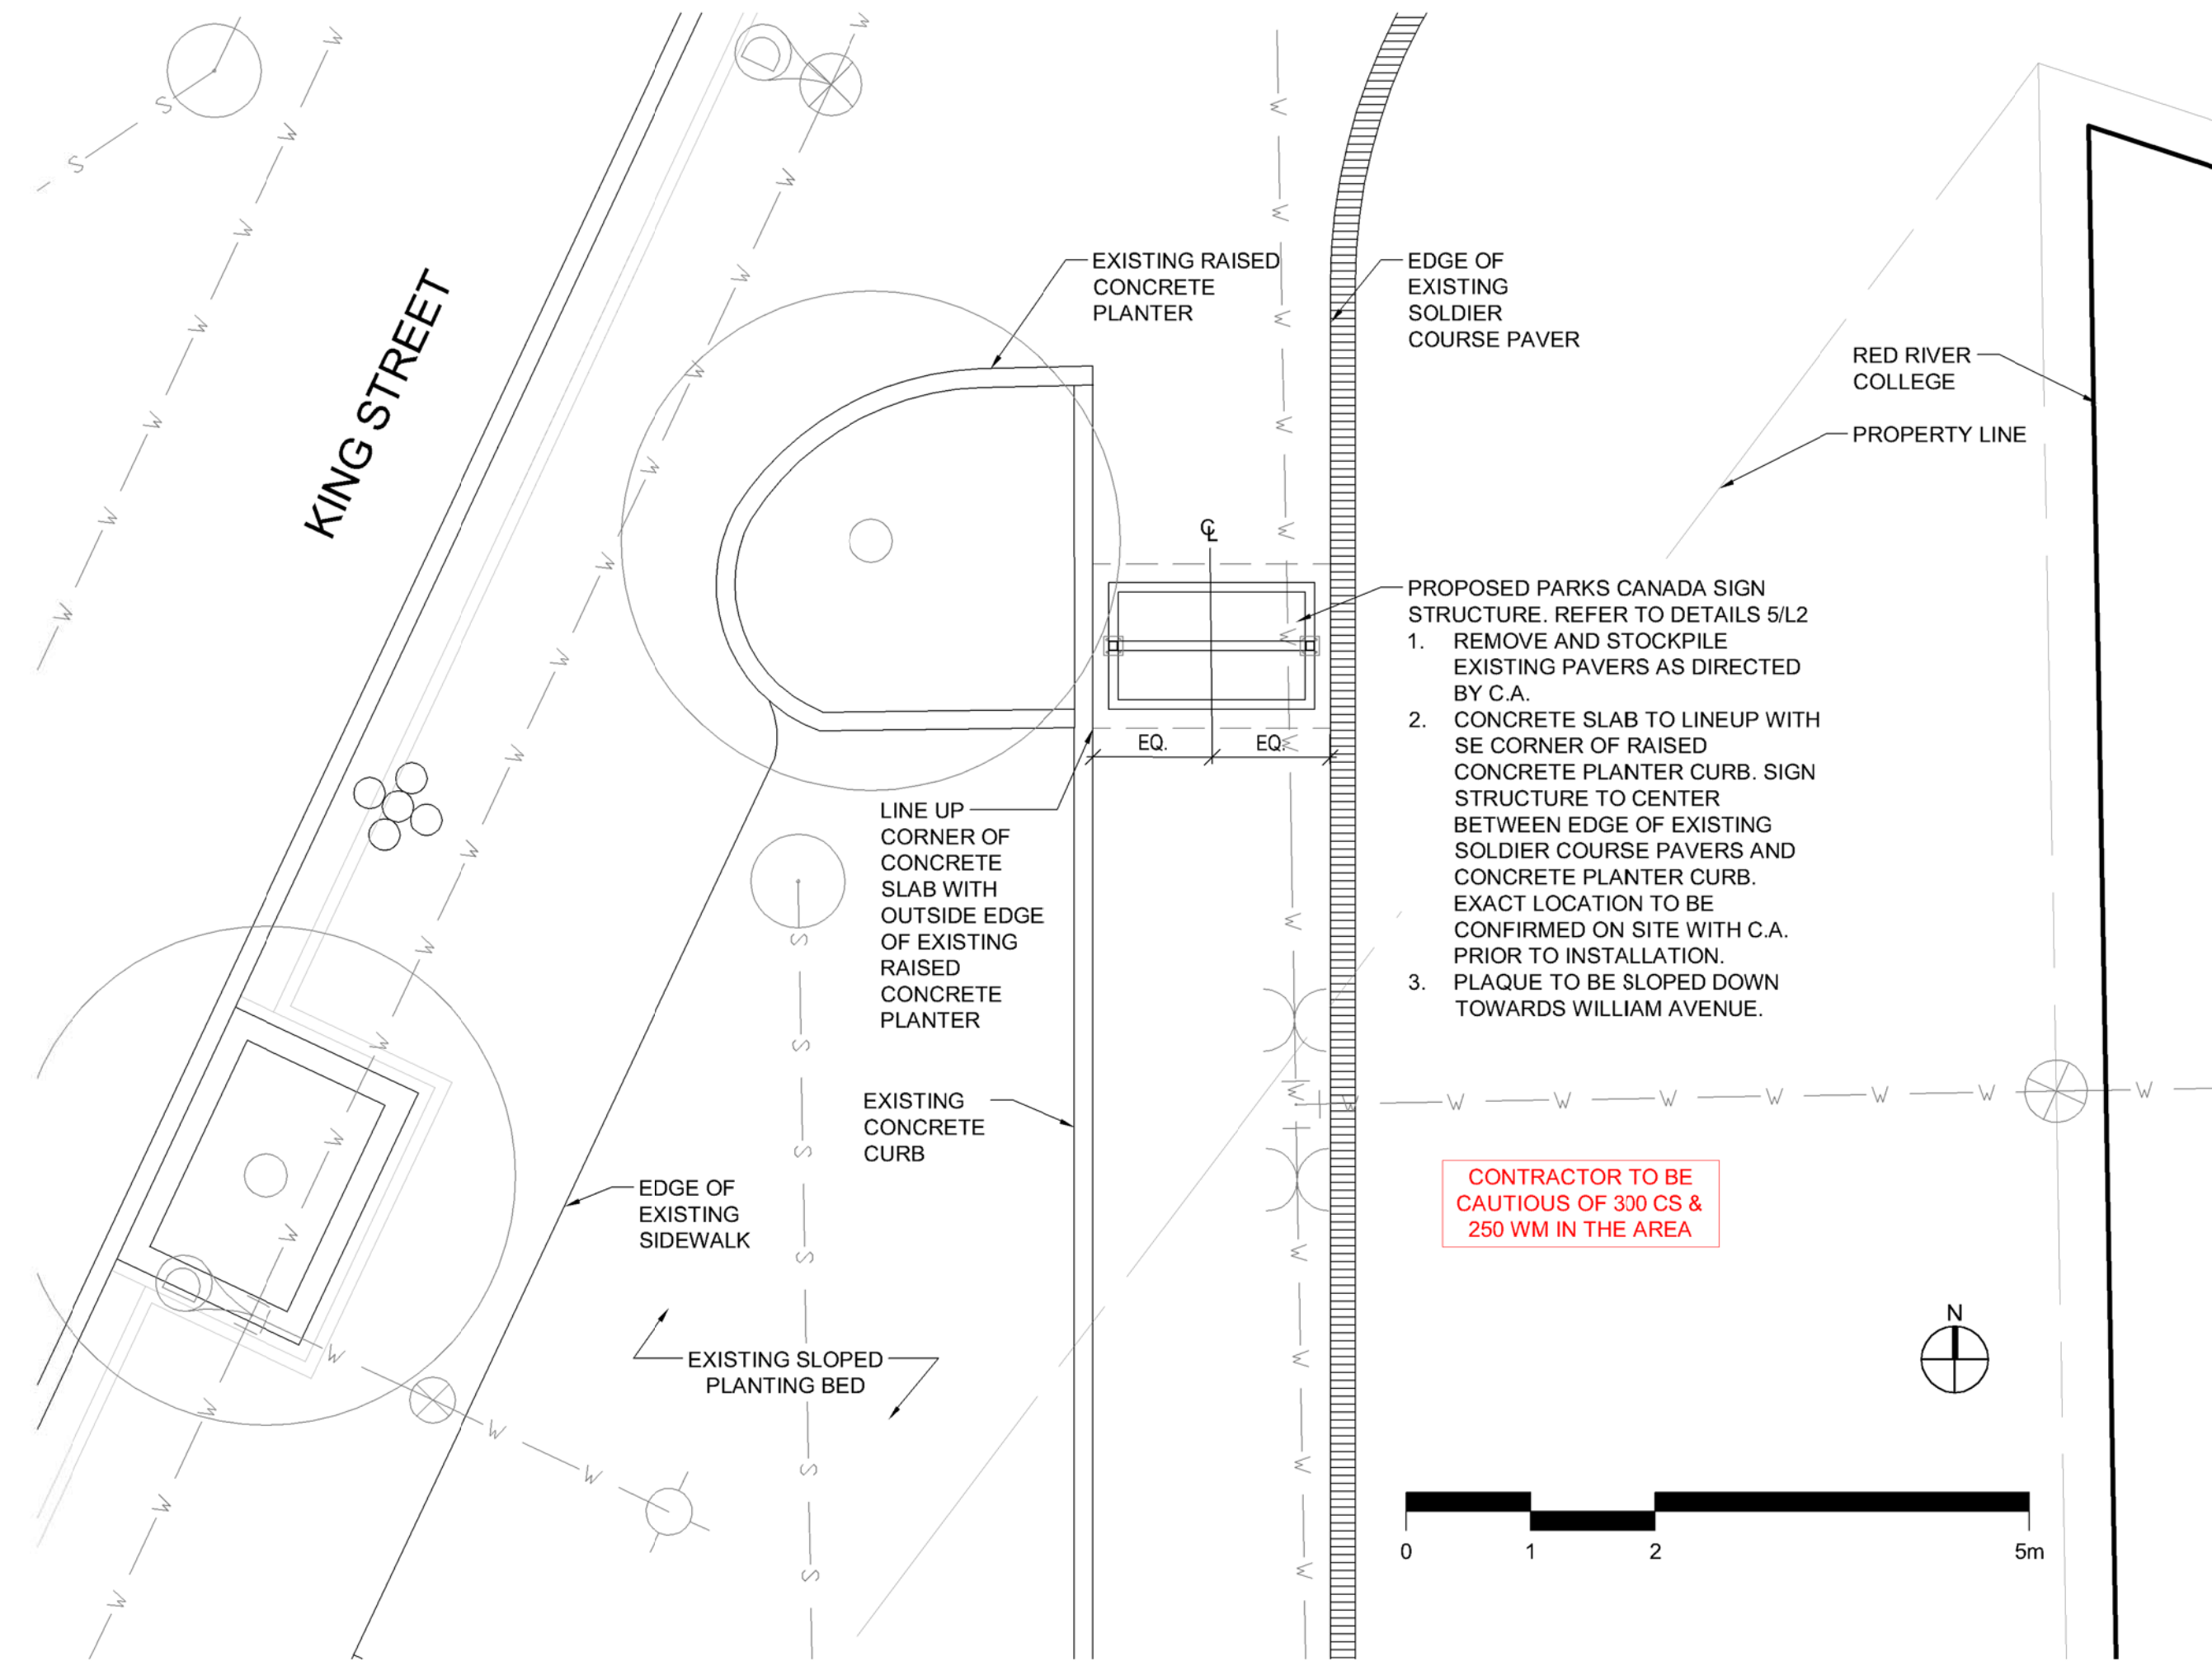 KING STREET
EXISTING RAISED
CONCRETE
PLANTER
EDGE OF
EXISTING
SOLDIER
COURSE PAVER
RED RIVER
COLLEGE
PROPERTY LINE
℄
PROPOSED PARKS CANADA SIGN
STRUCTURE. REFER TO DETAILS 5/L2
1. REMOVE AND STOCKPILE
EXISTING PAVERS AS DIRECTED
BY C.A.
2. CONCRETE SLAB TO LINEUP WITH
SE CORNER OF RAISED
CONCRETE PLANTER CURB. SIGN
STRUCTURE TO CENTER
BETWEEN EDGE OF EXISTING
SOLDIER COURSE PAVERS AND
CONCRETE PLANTER CURB.
EXACT LOCATION TO BE
CONFIRMED ON SITE WITH C.A.
PRIOR TO INSTALLATION.
3. PLAQUE TO BE SLOPED DOWN
TOWARDS WILLIAM AVENUE.
EQ. EQ.
LINE UP
CORNER OF
CONCRETE
SLAB WITH
OUTSIDE EDGE
OF EXISTING
RAISED
CONCRETE
PLANTER
EXISTING
CONCRETE
CURB
EDGE OF
EXISTING
SIDEWALK
EXISTING SLOPED
PLANTING BED
CONTRACTOR TO BE
CAUTIOUS OF 300 CS &
250 WM IN THE AREA
N
0 1 2 5m